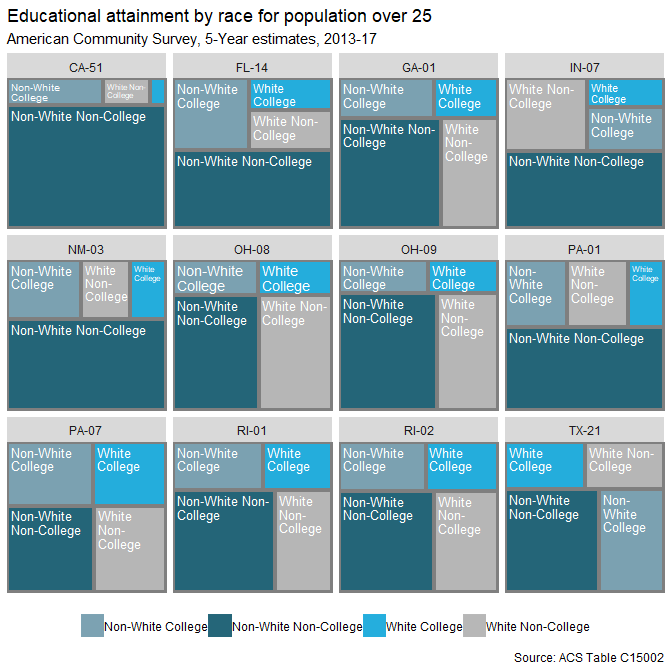 Educational attainment by race for population over 25
American Community Survey, 5-Year estimates, 2013-17
CA-51
Non-White
College
White Non-
College
Non-White Non-College
FL-14
Non-White
College
White
College
White Non-
College
Non-White Non-College
GA-01
Non-White
College
White
College
Non-White Non-
College
White
Non-
College
IN-07
White Non-
College
White
College
Non-White
College
Non-White Non-College
NM-03
Non-White
College
White
Non-
College
White
College
Non-White Non-College
OH-08
Non-White
College
White
College
Non-White
Non-College
White Non-
College
OH-09
Non-White
College
White
College
Non-White
Non-College
White Non-
College
PA-01
Non-
White
College
White Non-
College
White
College
Non-White Non-College
PA-07
Non-White
College
White
College
Non-White
Non-College
White
Non-
College
RI-01
Non-White
College
White
College
Non-White Non-
College
White
Non-
College
RI-02
Non-White
College
White
College
Non-White
Non-College
White
Non-
College
TX-21
White
College
White Non-
College
Non-White
Non-College
Non-
White
College
Non-White College
Non-White Non-College
White College
White Non-College
Source: ACS Table C15002